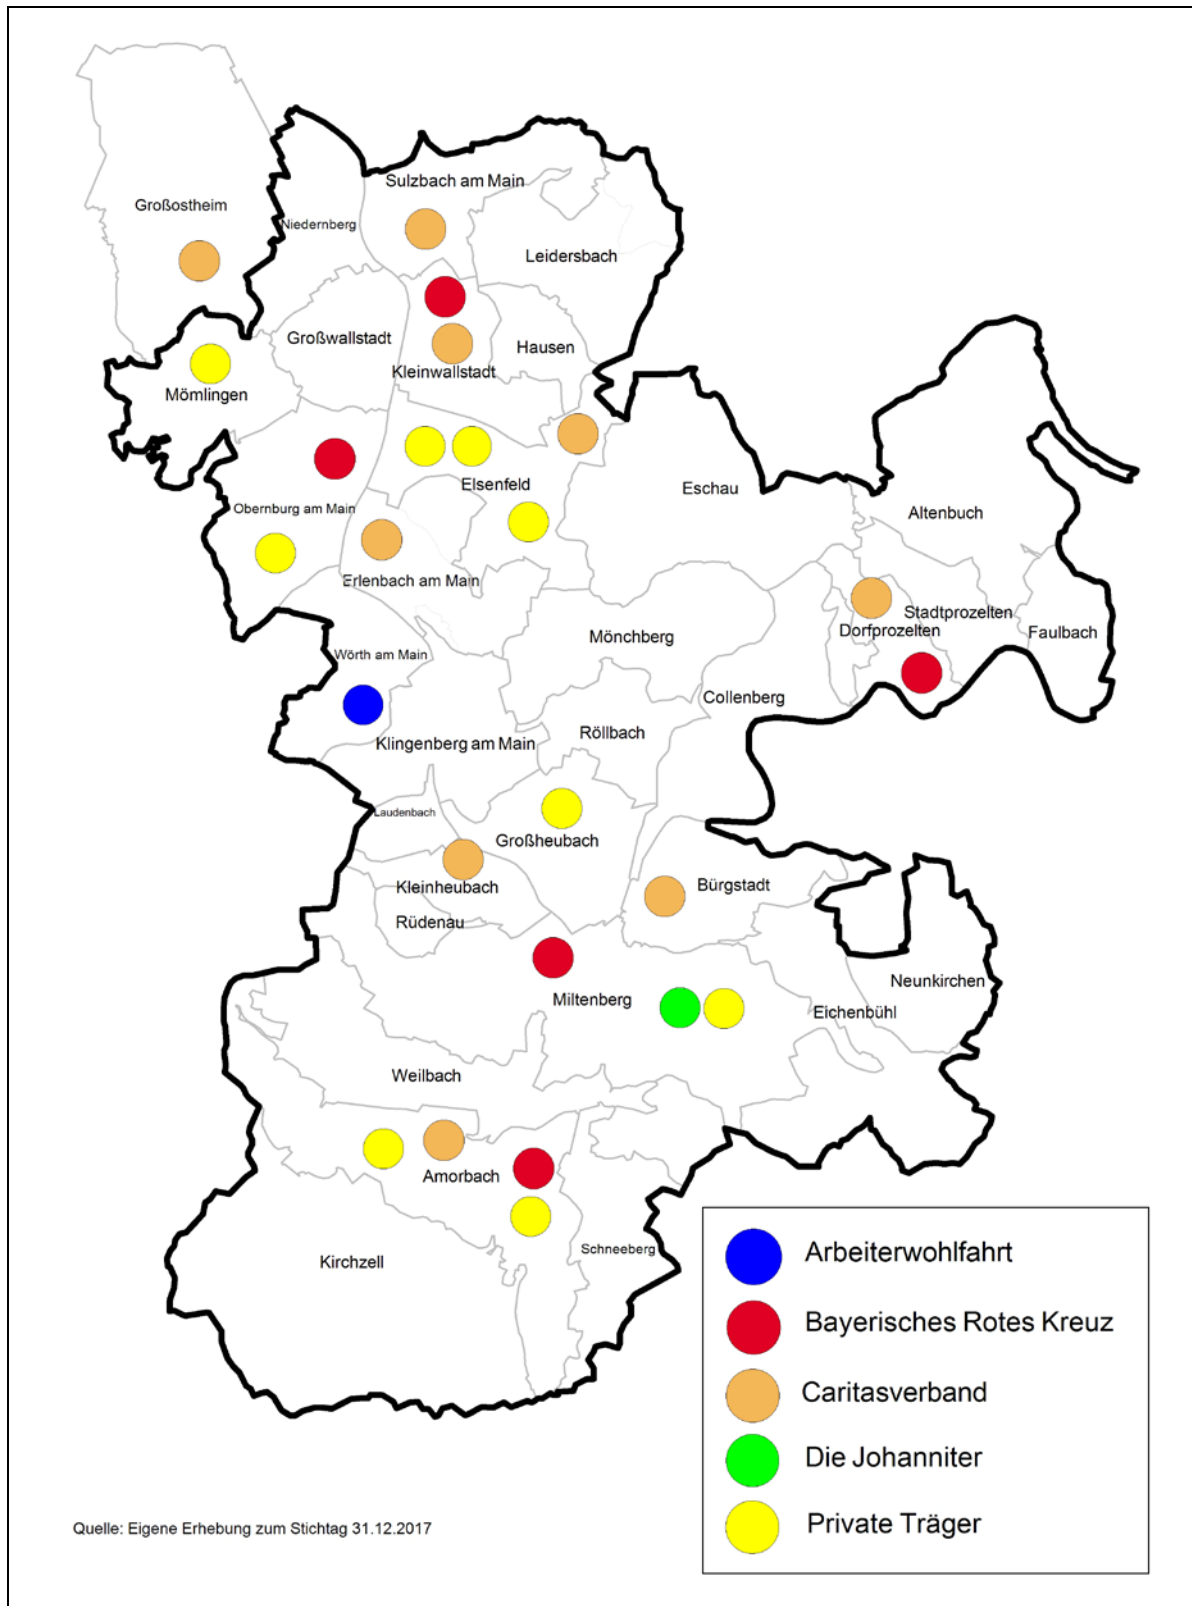 Sulzbach am Main
Großostheim
Niedernberg
Leidersbach
Großwallstadt
Hausen
Kleinwallstadt
Mömlingen
Elsenfeld
Eschau
Obernburg am Main
Altenbuch
Erlenbach am Main
Stadtprozelten
Dorfprozelten
Faulbach
Mönchberg
Wörth am Main
Collenberg
Röllbach
Klingenberg am Main
Laudenbach
Großheubach
Kleinheubach
Bürgstadt
Rüdenau
Neunkirchen
Miltenberg
Eichenbühl
Weilbach
Amorbach
Schneeberg
Kirchzell
Arbeiterwohlfahrt
Bayerisches Rotes Kreuz
Caritasverband
Die Johanniter
Private Träger
Quelle: Eigene Erhebung zum Stichtag 31.12.2017